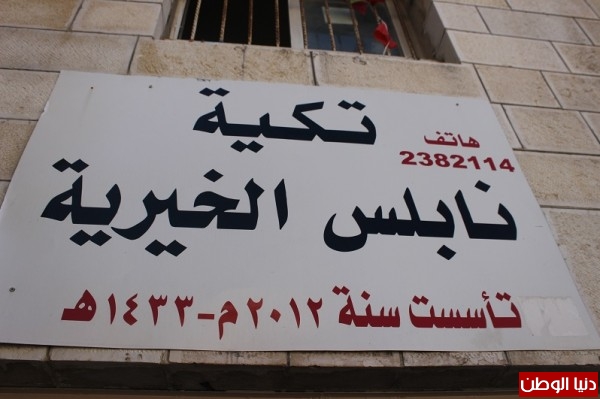 تكية
هاتف
2382114
نابلس الخيرية
تأسست سنة ٢٠١٢م-١٤٣٣هـ
دنيا الوطن